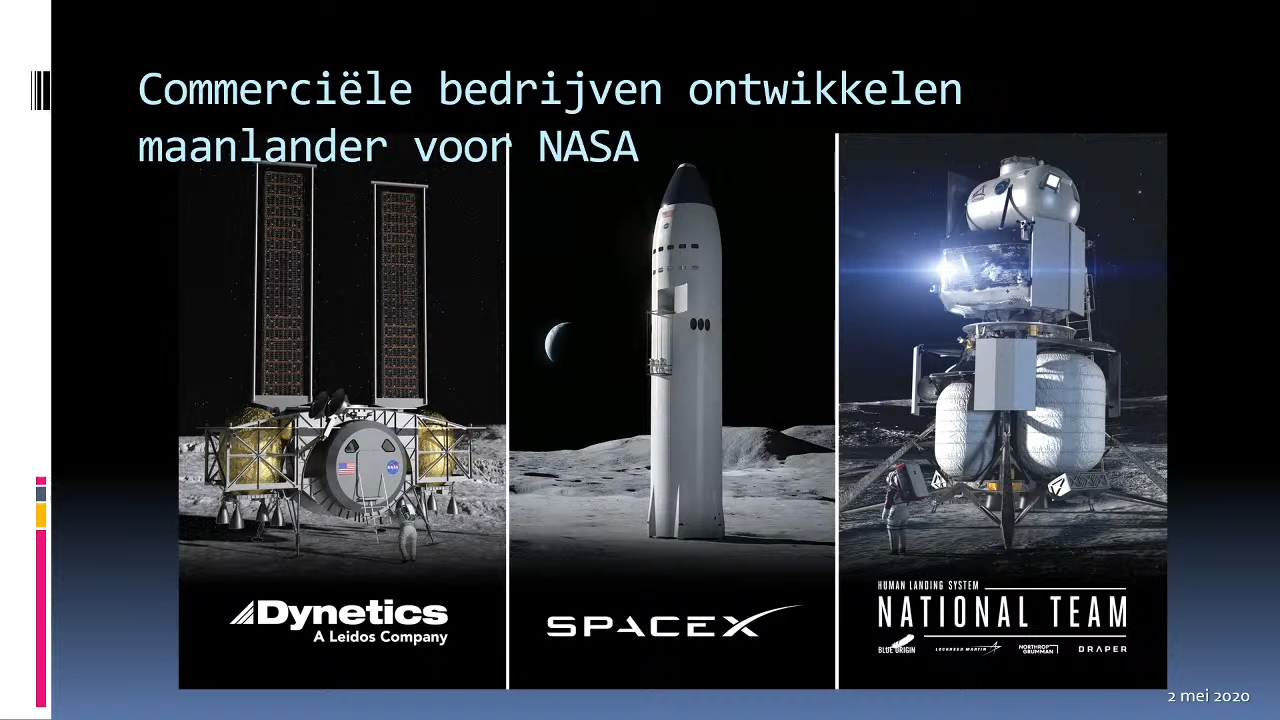 Commerciële bedrijven ontwikkelen
maanlander voor NASA
NASA
Dynetics
A Leidos Company
SPACEX
HUMAN LANDING SYSTEM
NATIONAL TEAM
BLUE ORIGIN LOCKHEED MARTIN NORTHROP GRUMMAN DRAPER
2 mei 2020